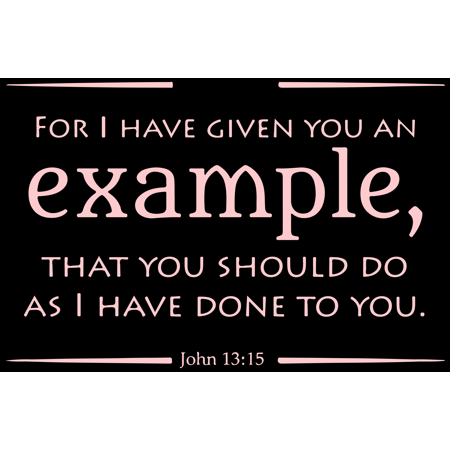 For I have given you an
example,
that you should do
as I have done to you.
John 13:15